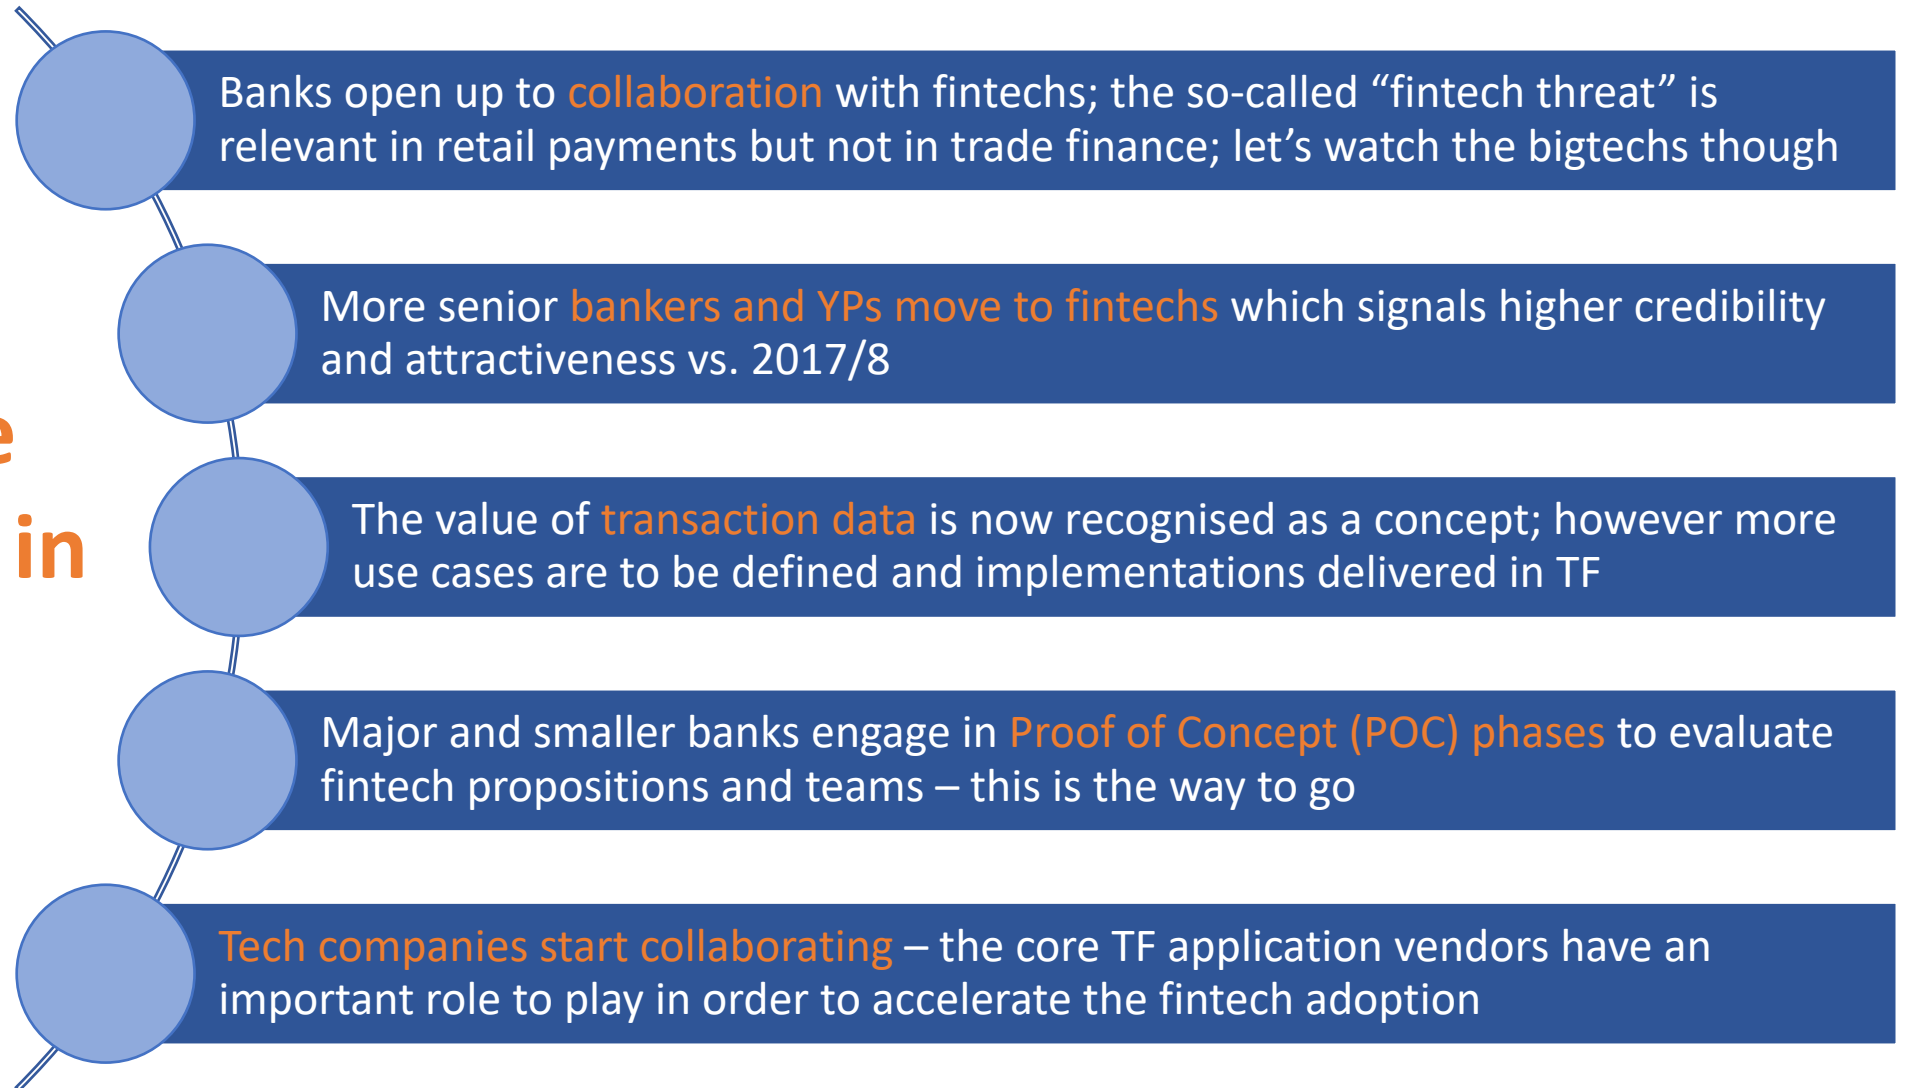 Banks open up to collaboration with fintechs; the so-called “fintech threat” is
relevant in retail payments but not in trade finance; let’s watch the bigtechs though
More senior bankers and YPs move to fintechs which signals higher credibility
and attractiveness vs. 2017/8
in
The value of transaction data is now recognised as a concept; however more
use cases are to be defined and implementations delivered in TF
Major and smaller banks engage in Proof of Concept (POC) phases to evaluate
fintech propositions and teams – this is the way to go
Tech companies start collaborating – the core TF application vendors have an
important role to play in order to accelerate the fintech adoption